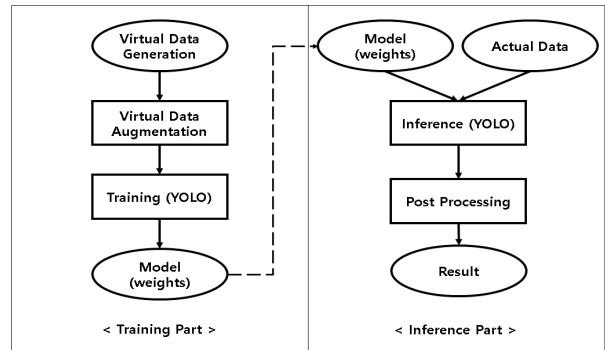 Virtual Data
Generation
Virtual Data
Augmentation
Training (YOLO)
Model
(weights)
< Training Part >
Model
(weights)
Actual Data
Inference (YOLO)
Post Processing
Result
< Inference Part >